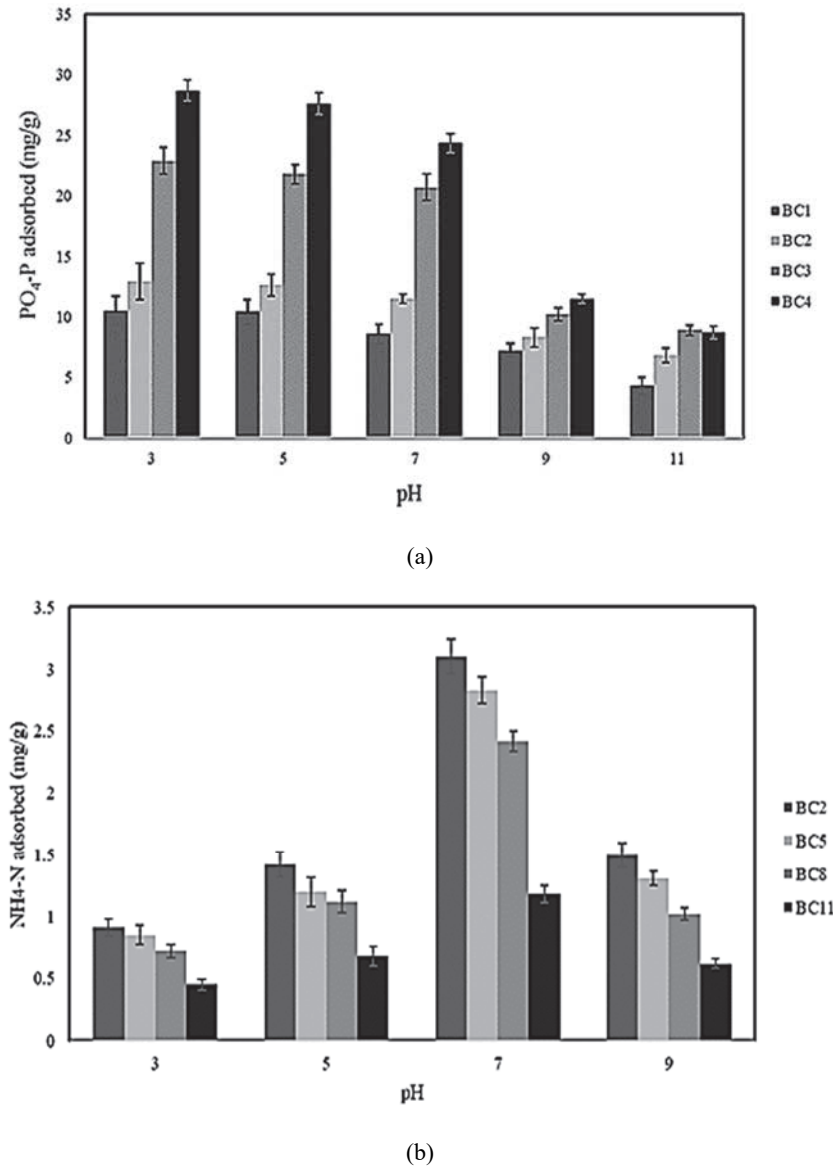 35
30
25
20
15
10
5
0
PO₄-P adsorbed (mg/g)
3 5 7 9 11
pH
BC1
BC2
BC3
BC4
(a)
3.5
3
2.5
2
1.5
1
0.5
0
NH4-N adsorbed (mg/g)
3 5 7 9
pH
BC2
BC5
BC8
BC11
(b)